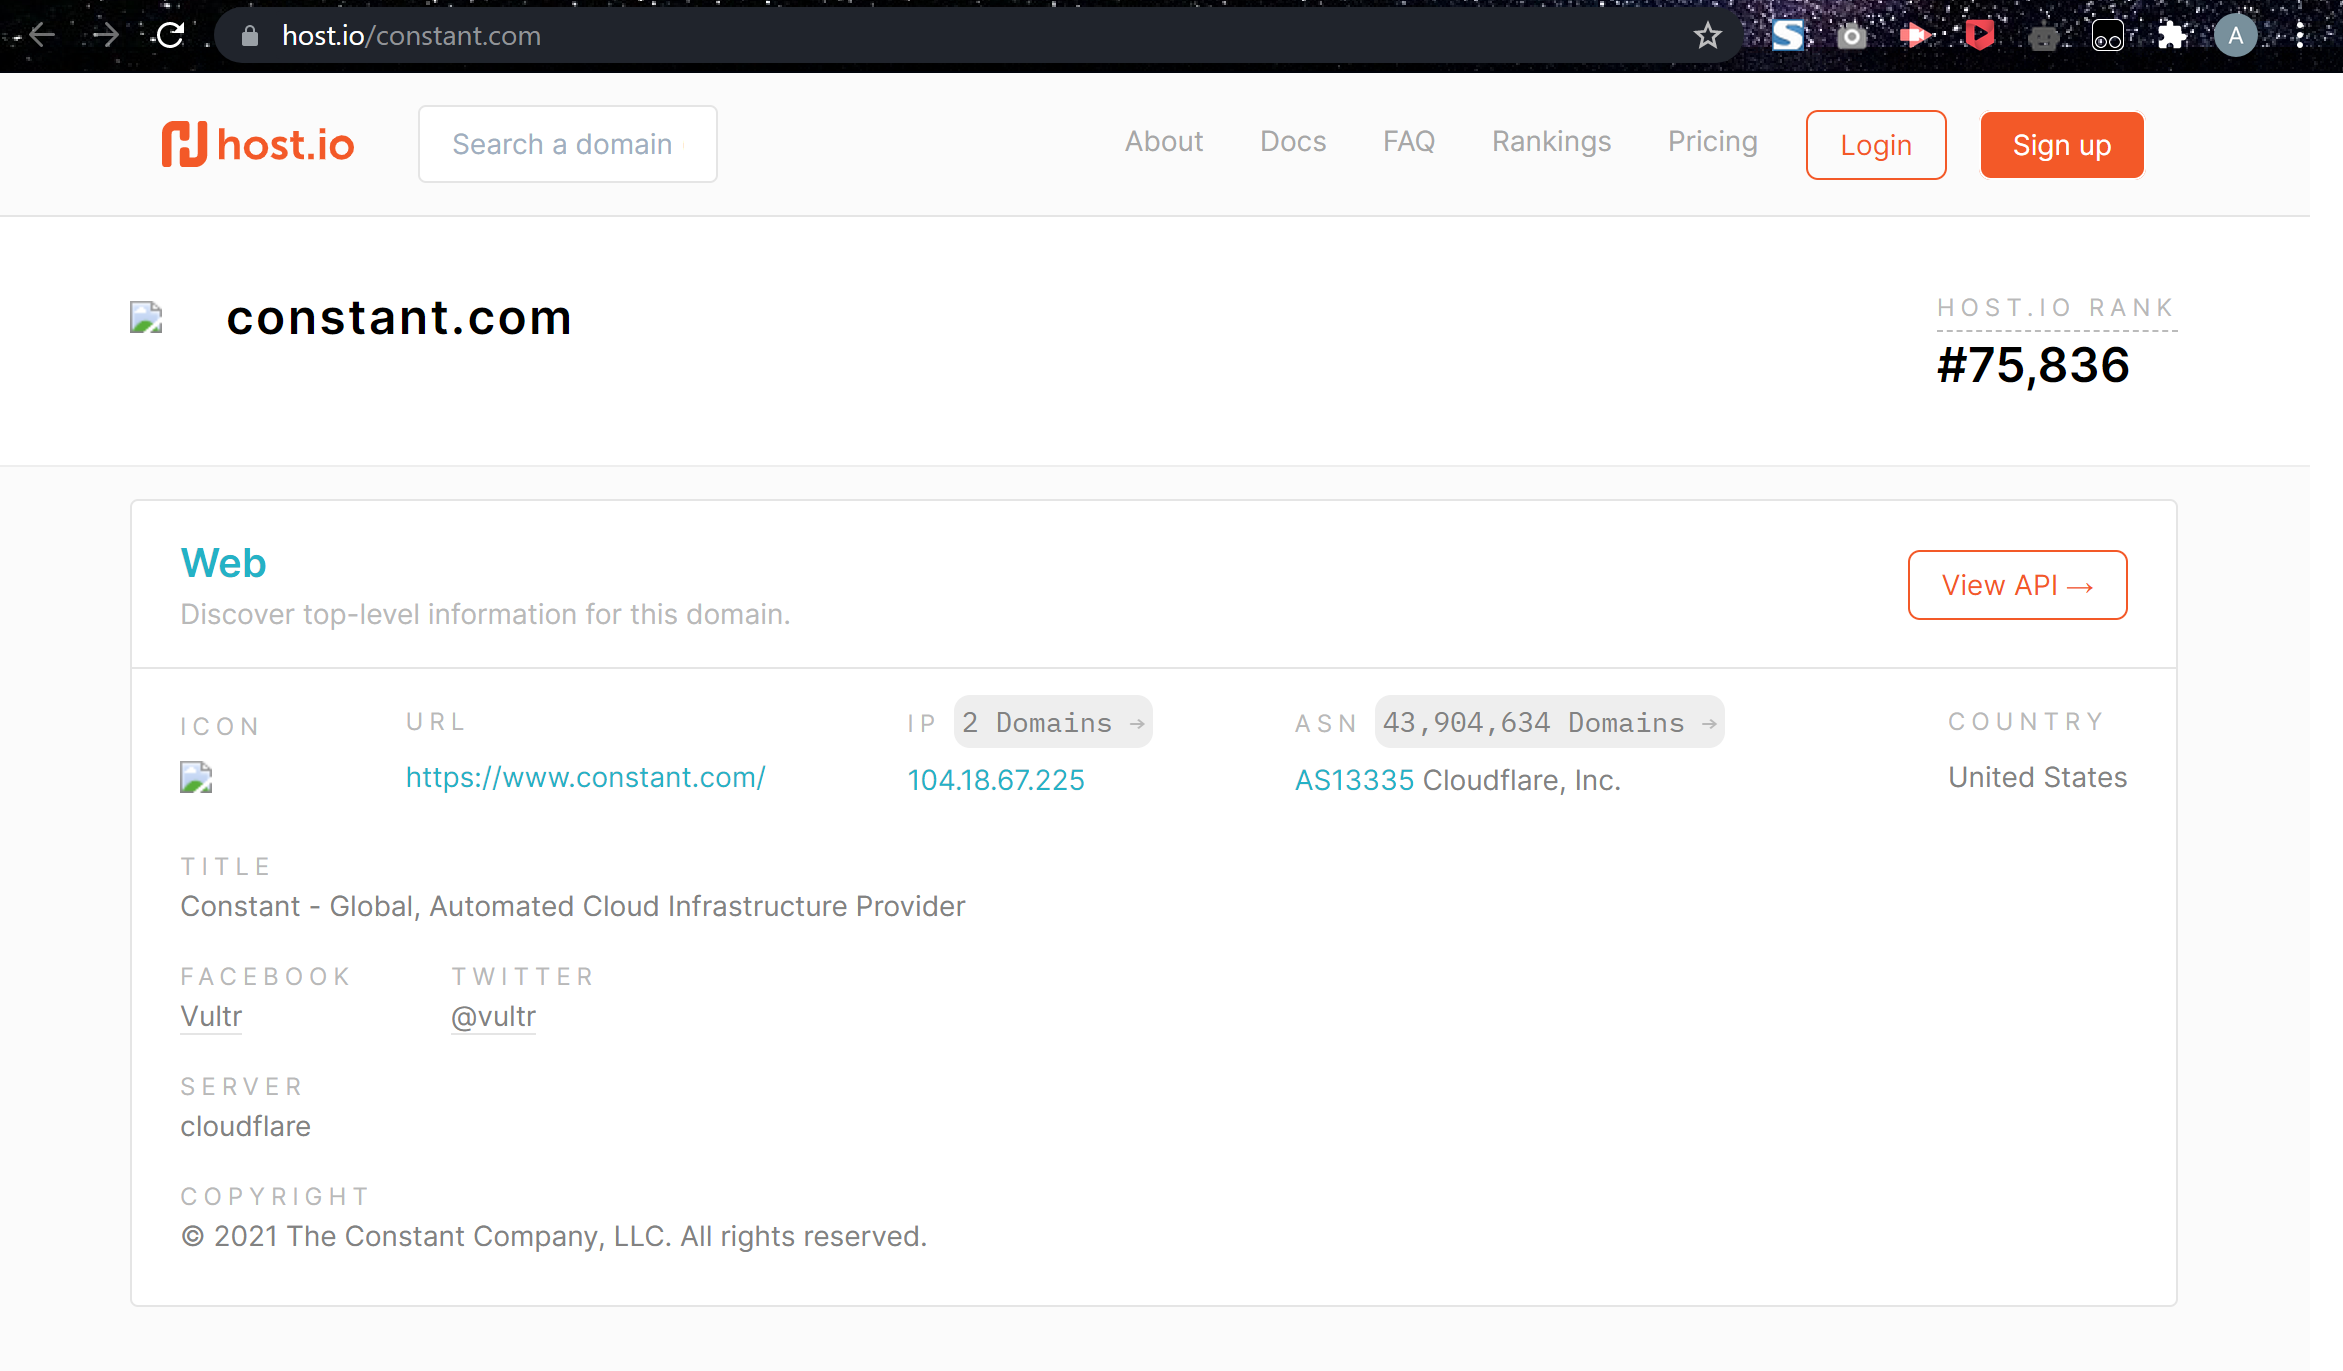 host.io/constant.com
A
host.io
Search a domain
About Docs FAQ Rankings Pricing Login Sign up
constant.com
HOST.IO RANK
#75,836
Web
Discover top-level information for this domain.
View API →
ICON URL IP 2 Domains → ASN 43,904,634 Domains → COUNTRY
https://www.constant.com/ 104.18.67.225 AS13335 Cloudflare, Inc. United States
TITLE
Constant - Global, Automated Cloud Infrastructure Provider
FACEBOOK TWITTER
Vultr @vultr
SERVER
cloudflare
COPYRIGHT
© 2021 The Constant Company, LLC. All rights reserved.